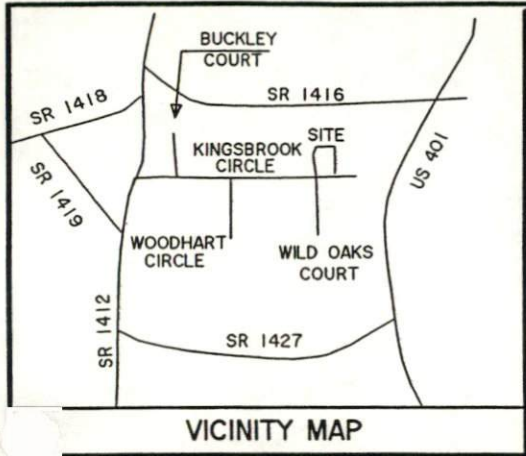 BUCKLEY
COURT
SR 1418
SR 1416
SITE
KINGSBROOK
CIRCLE
US 401
SR 1419
WOODHART
CIRCLE
WILD OAKS
COURT
SR 1412
SR 1427
VICINITY MAP